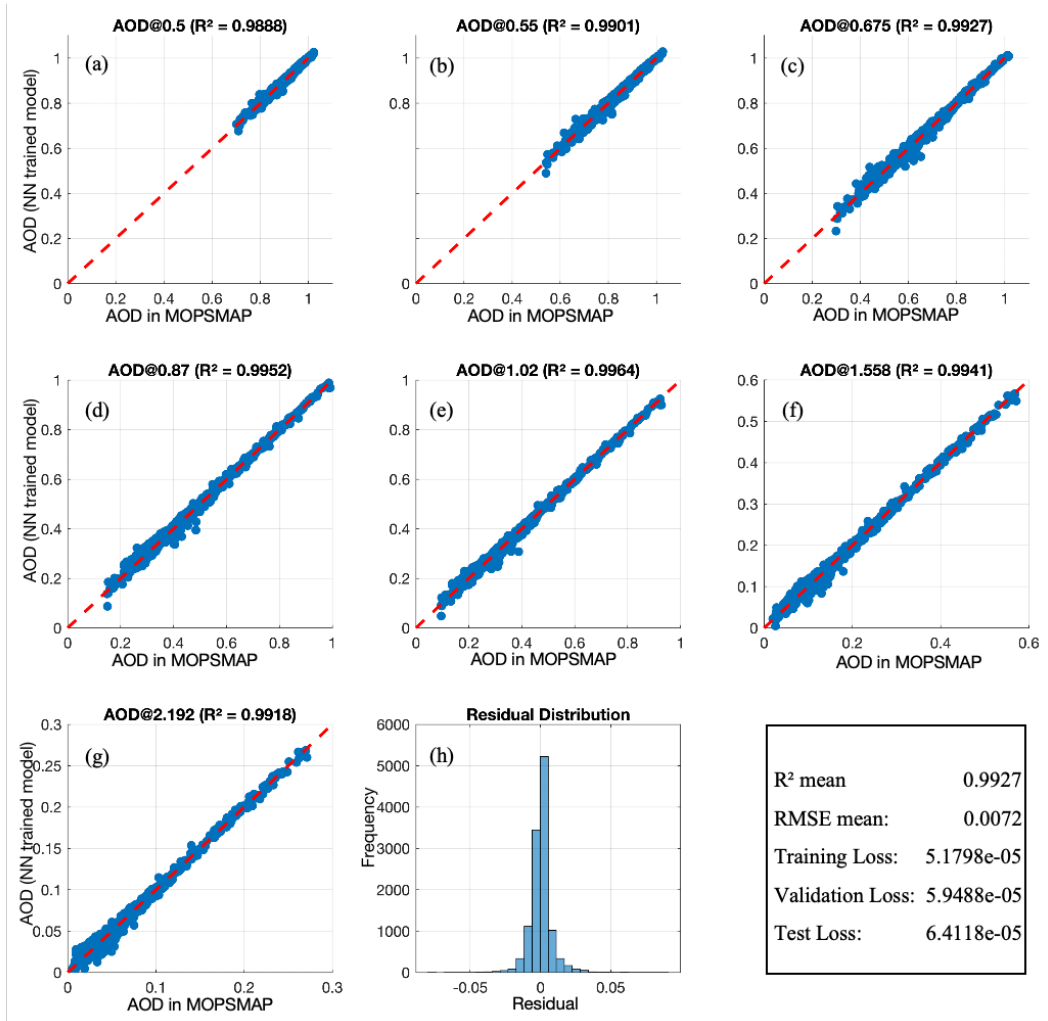 AOD@0.5 (R² = 0.9888)
(a)
AOD (NN trained model)
1
0.8
0.6
0.4
0.2
0
0 0.2 0.4 0.6 0.8 1
AOD in MOPSMAP
AOD@0.55 (R² = 0.9901)
(b)
1
0.8
0.4
0.2
0
0 0.2 0.4 0.6 0.8 1
AOD in MOPSMAP
AOD@0.675 (R² = 0.9927)
(c)
1
0.8
0.6
0.4
0.2
0
0 0.2 0.4 0.6 0.8 1
AOD in MOPSMAP
AOD@0.87 (R² = 0.9952)
(d)
AOD (NN trained model)
1
0.8
0.6
0.4
0.2
0
0 0.2 0.4 0.6 0.8 1
AOD in MOPSMAP
AOD@1.02 (R² = 0.9964)
(e)
1
0.8
0.6
0.4
0.2
0
0 0.2 0.4 0.6 0.8 1
AOD in MOPSMAP
AOD@1.558 (R² = 0.9941)
(f)
0.6
0.5
0.4
0.3
0.2
0.1
0
0 0.2 0.4 0.6
AOD in MOPSMAP
AOD@2.192 (R² = 0.9918)
(g)
AOD (NN trained model)
0.3
0.25
0.2
0.15
0.1
0.05
0
0 0.1 0.2 0.3
AOD in MOPSMAP
Residual Distribution
(h)
Frequency
6000
5000
4000
3000
2000
1000
0
-0.05 0 0.05
Residual
R² mean 0.9927
RMSE mean: 0.0072
Training Loss: 5.1798e-05
Validation Loss: 5.9488e-05
Test Loss: 6.4118e-05